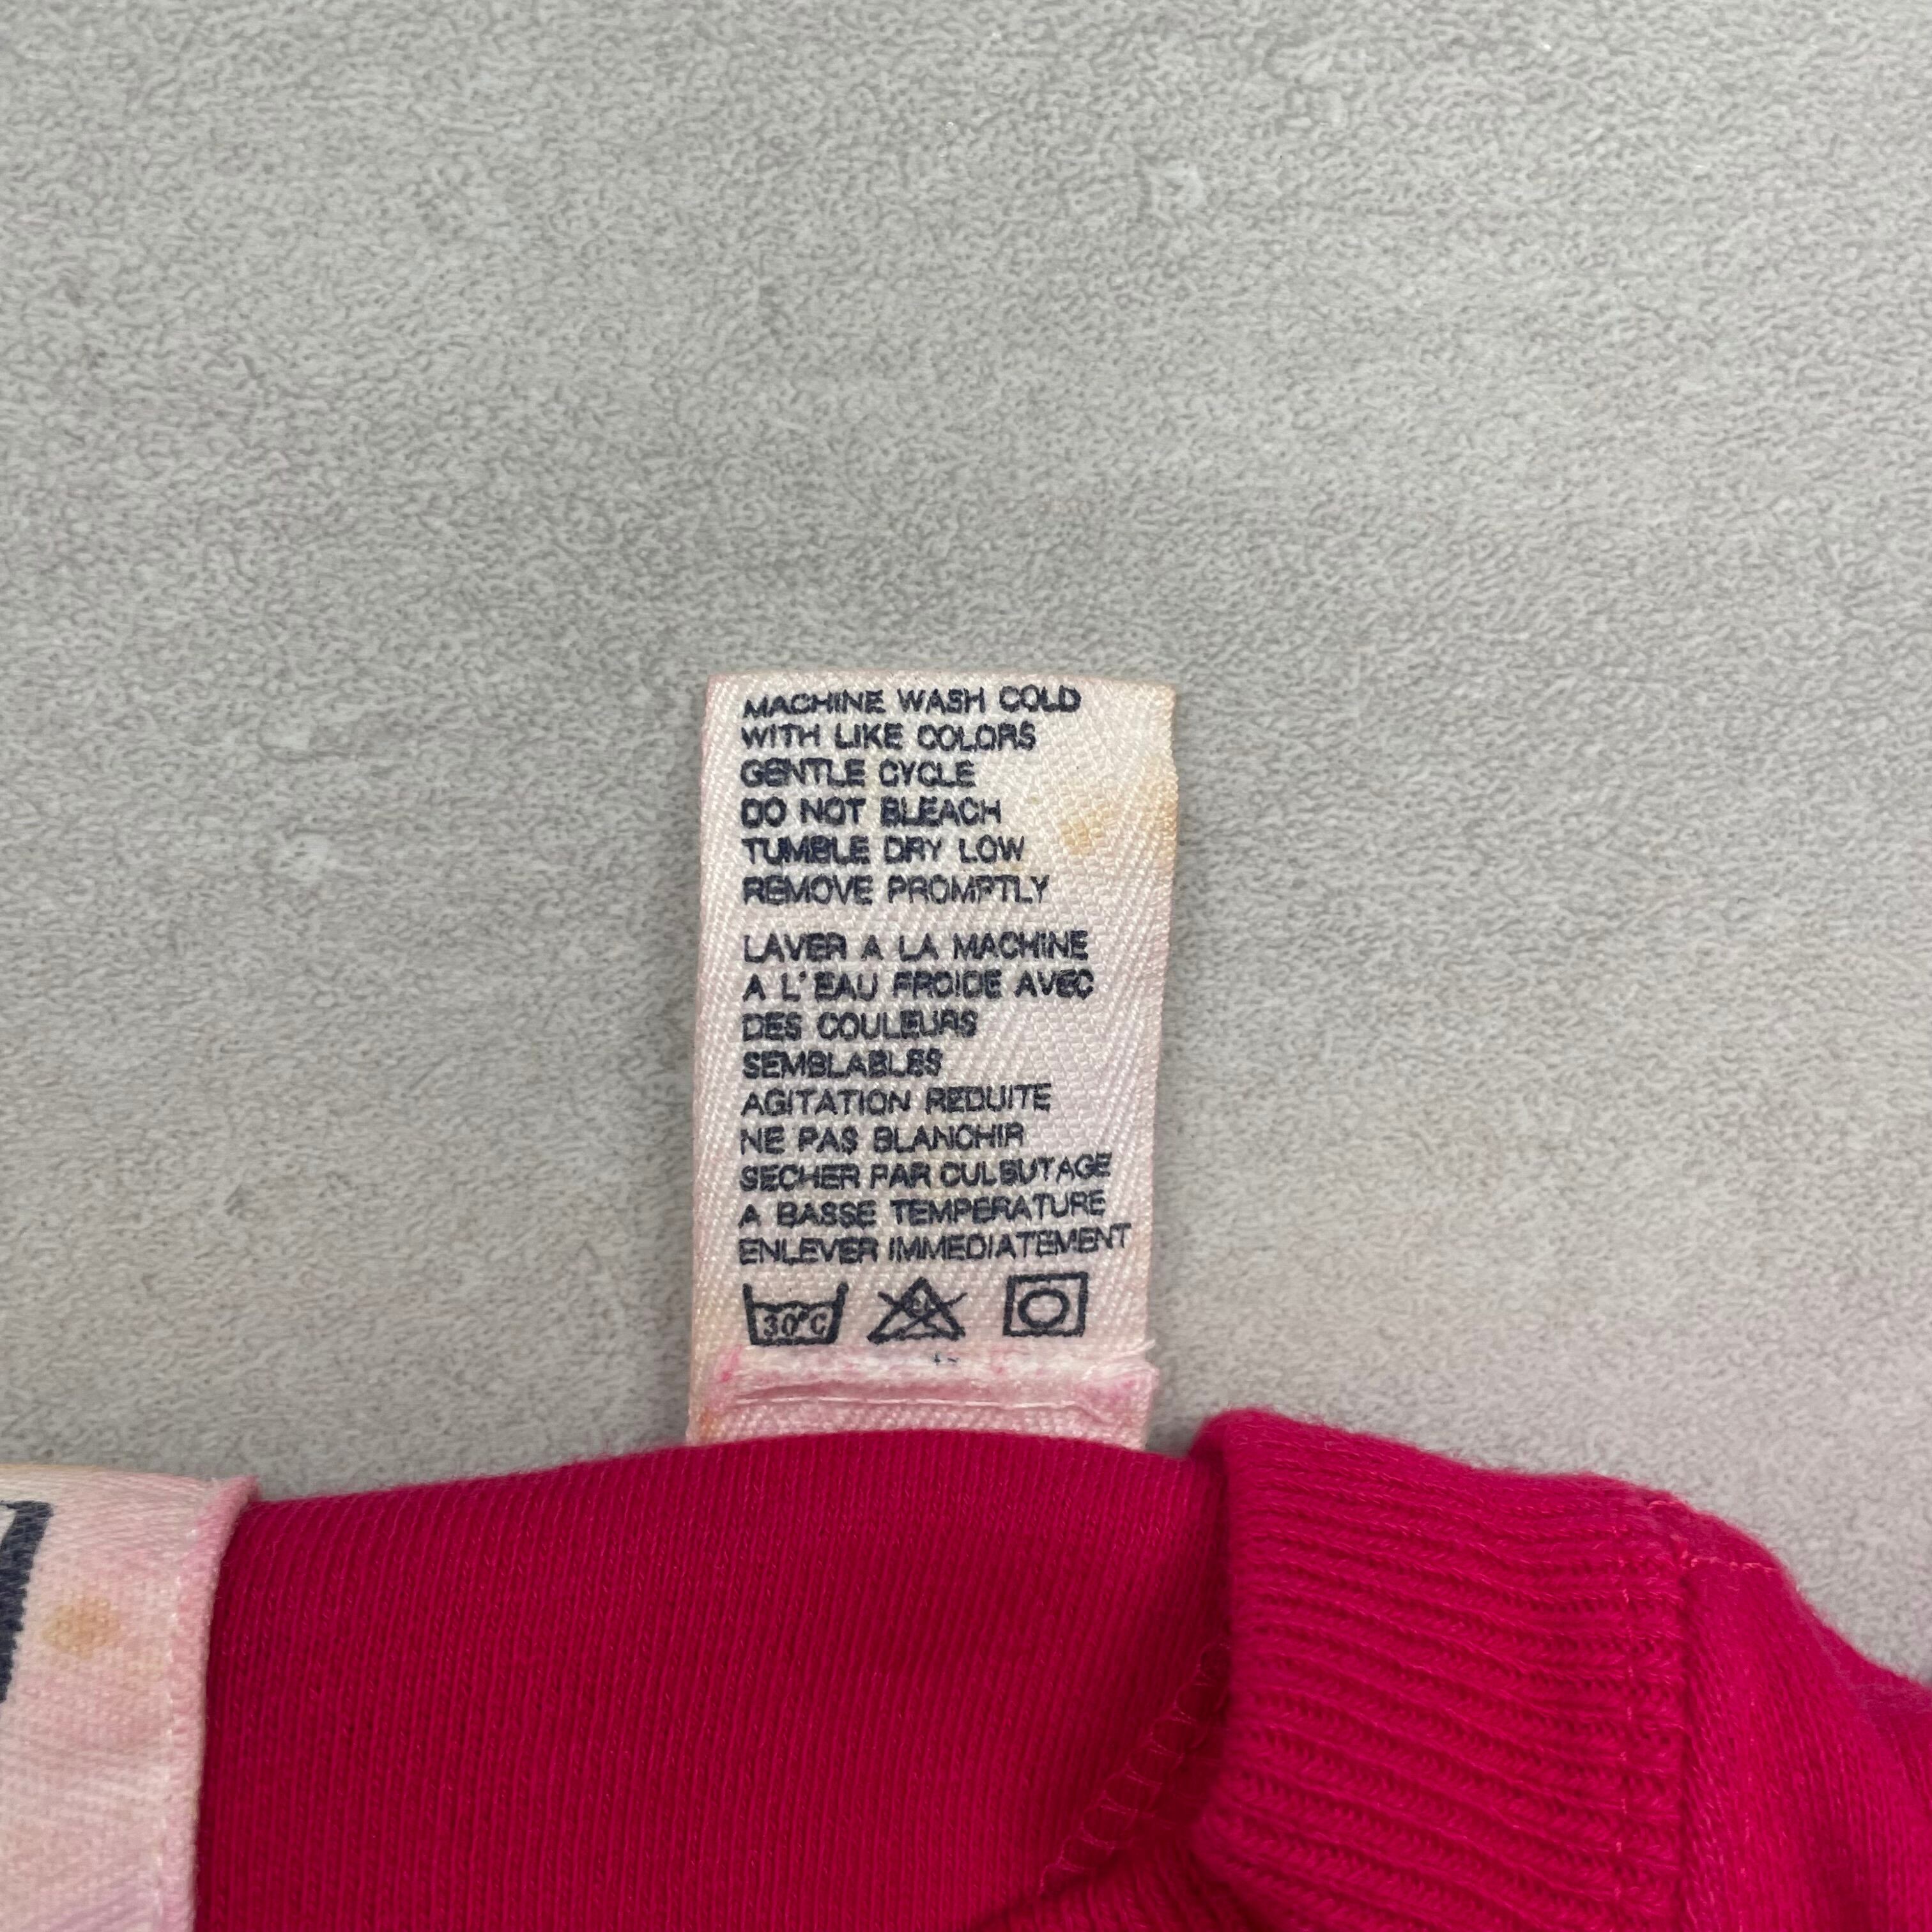 MACHINE WASH COLD
WITH LIKE COLORS
GENTLE CYCLE
DO NOT BLEACH
TUMBLE DRY LOW
REMOVE PROMPTLY
LAVER A LA MACHINE
A L'EAU FROIDE AVEC
DES COULEURS
SEMBLABLES
AGITATION REDUITE
NE PAS BLANCHIR
SECHER PAR CULBUTAGE
A BASSE TEMPERATURE
ENLEVER IMMEDIATEMENT
30°C